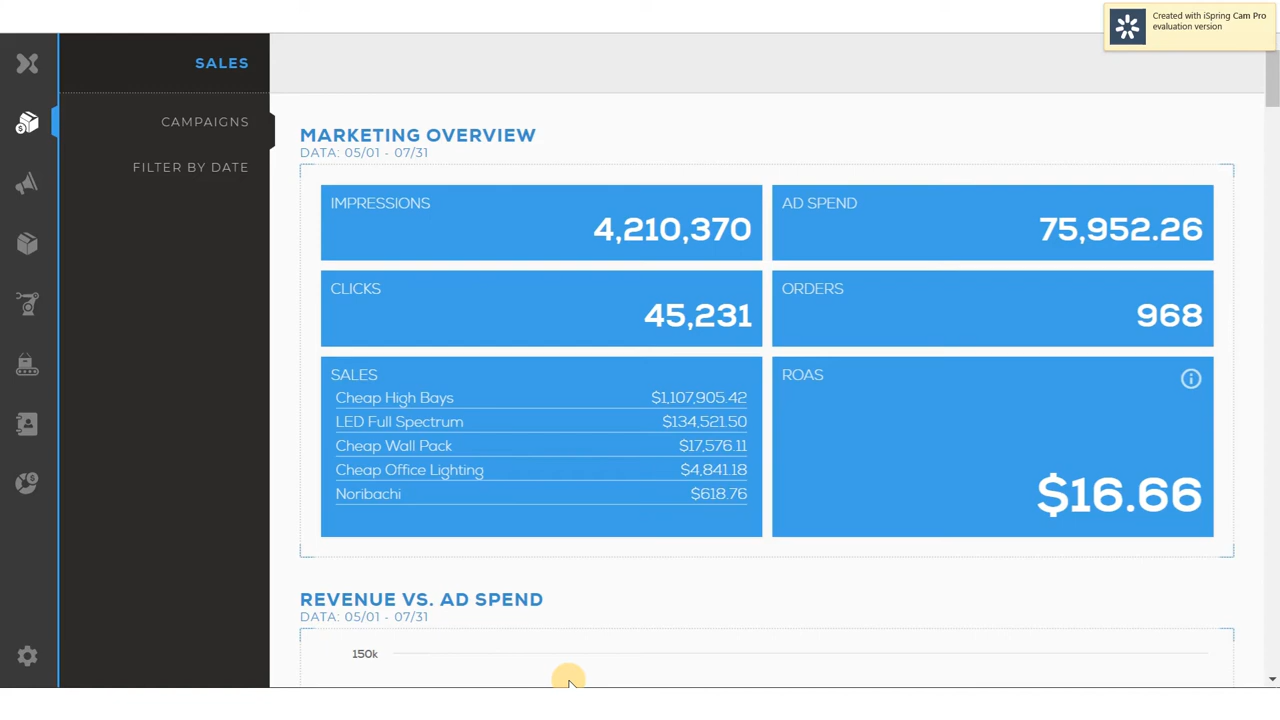 Created with iSpring Cam Pro
evaluation version
SALES
CAMPAIGNS
FILTER BY DATE
MARKETING OVERVIEW
DATA: 05/01 - 07/31
IMPRESSIONS
4,210,370
AD SPEND
75,952.26
CLICKS
45,231
ORDERS
968
SALES
Cheap High Bays $1,107,905.42
LED Full Spectrum $134,521.50
Cheap Wall Pack $17,576.11
Cheap Office Lighting $4,841.18
Noribachi $618.76
ROAS
$16.66
REVENUE VS. AD SPEND
DATA: 05/01 - 07/31
150k